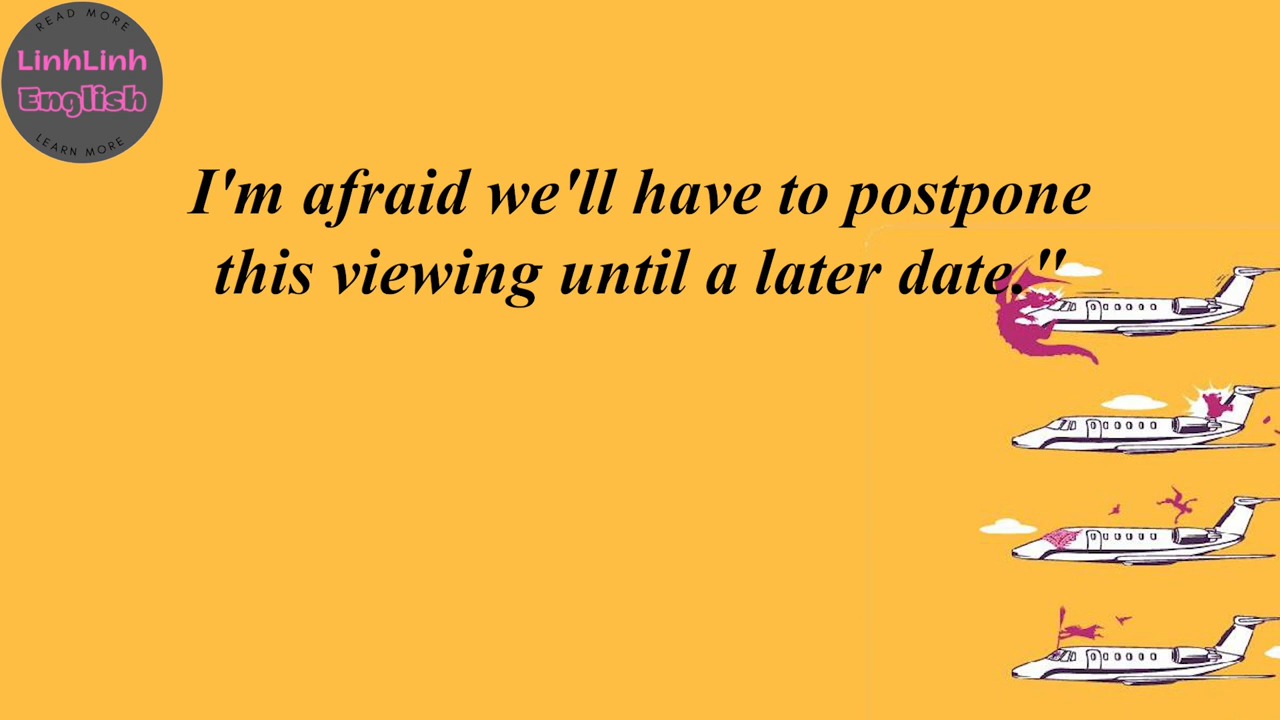 READ MORE
LinhLinh
English
LEARN MORE
I'm afraid we'll have to postpone
this viewing until a later date."